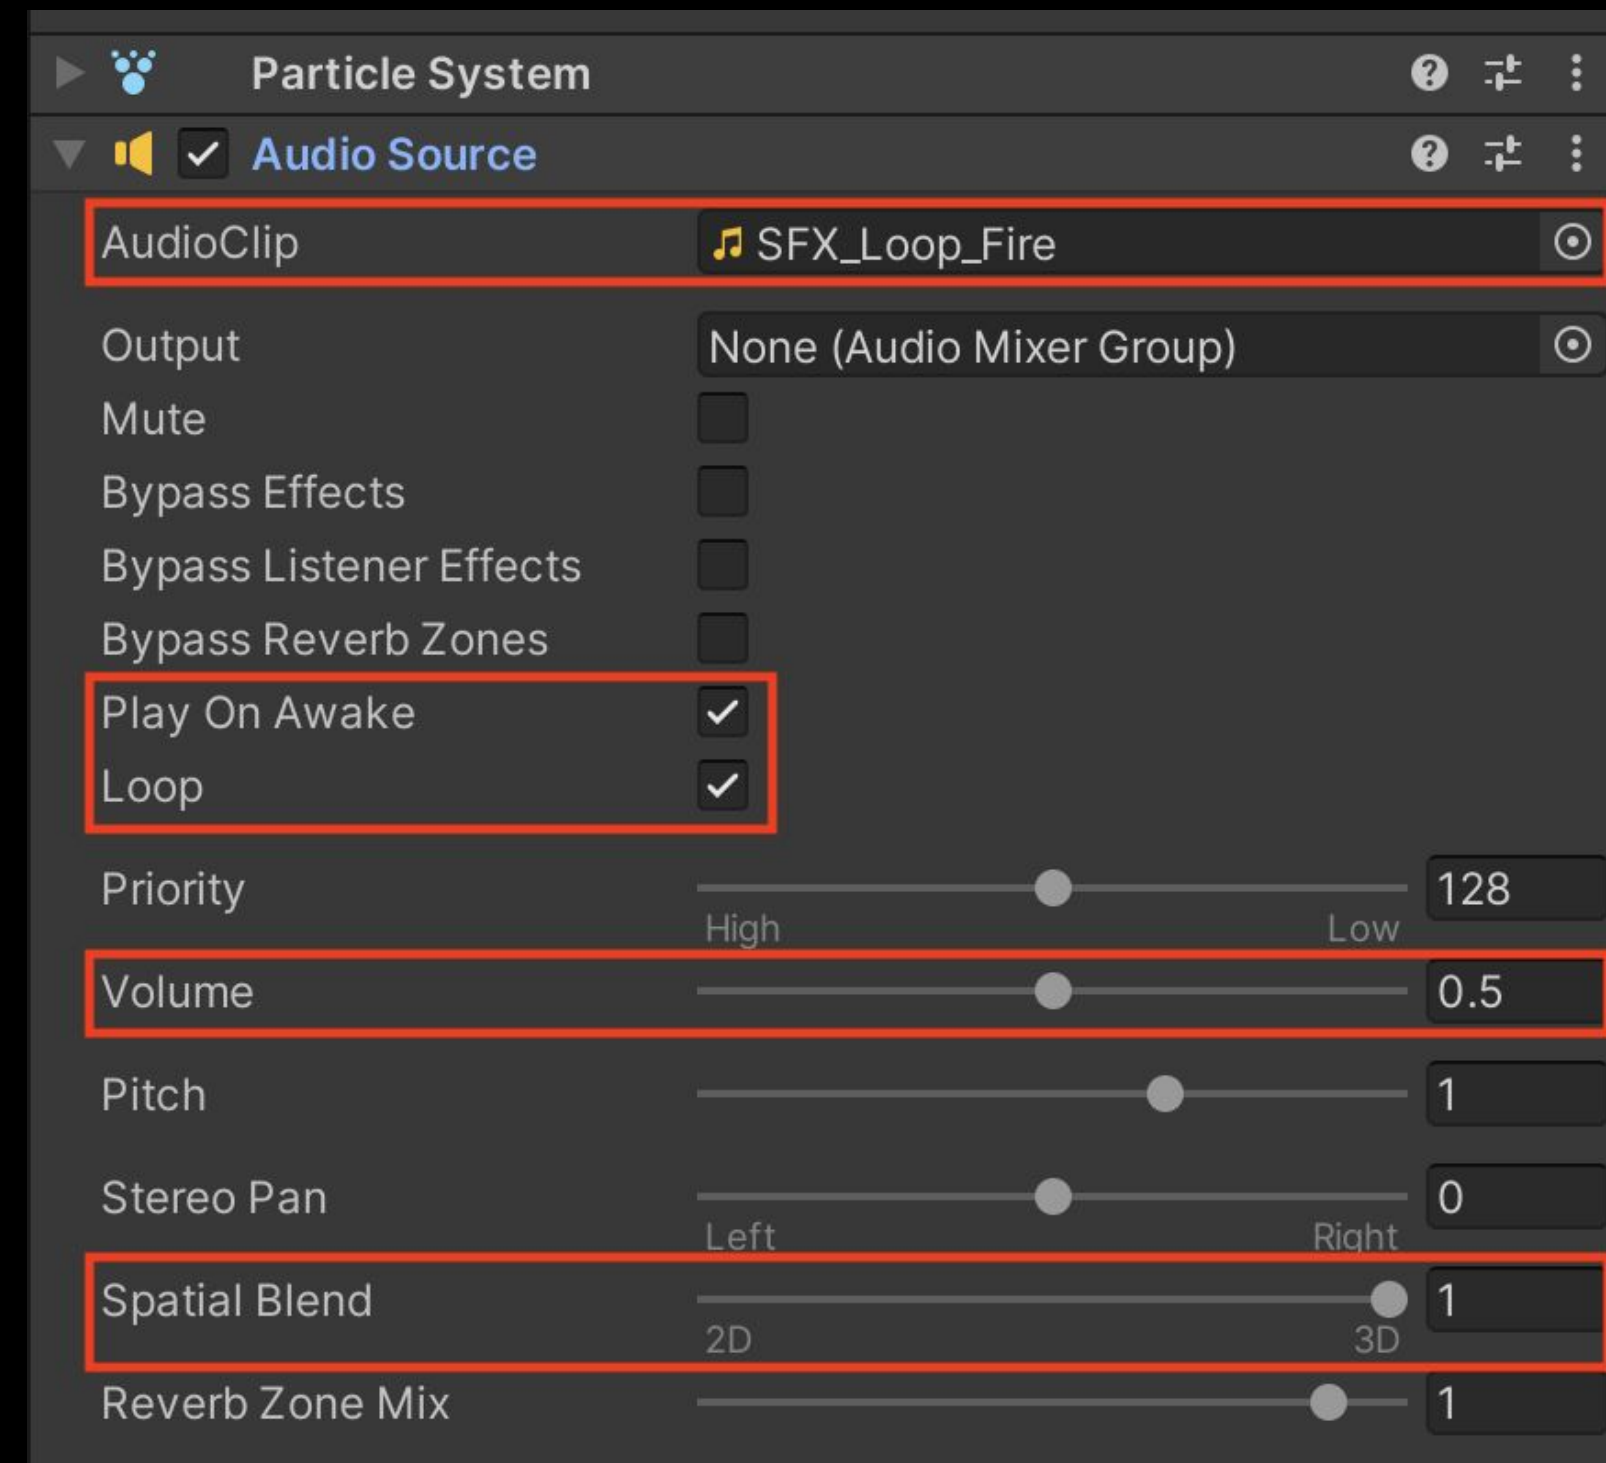 Particle System
Audio Source
AudioClip SFX_Loop_Fire
Output None (Audio Mixer Group)
Mute
Bypass Effects
Bypass Listener Effects
Bypass Reverb Zones
Play On Awake
Loop
Priority 128
High Low
Volume 0.5
Pitch 1
Stereo Pan 0
Left Right
Spatial Blend 1
2D 3D
Reverb Zone Mix 1